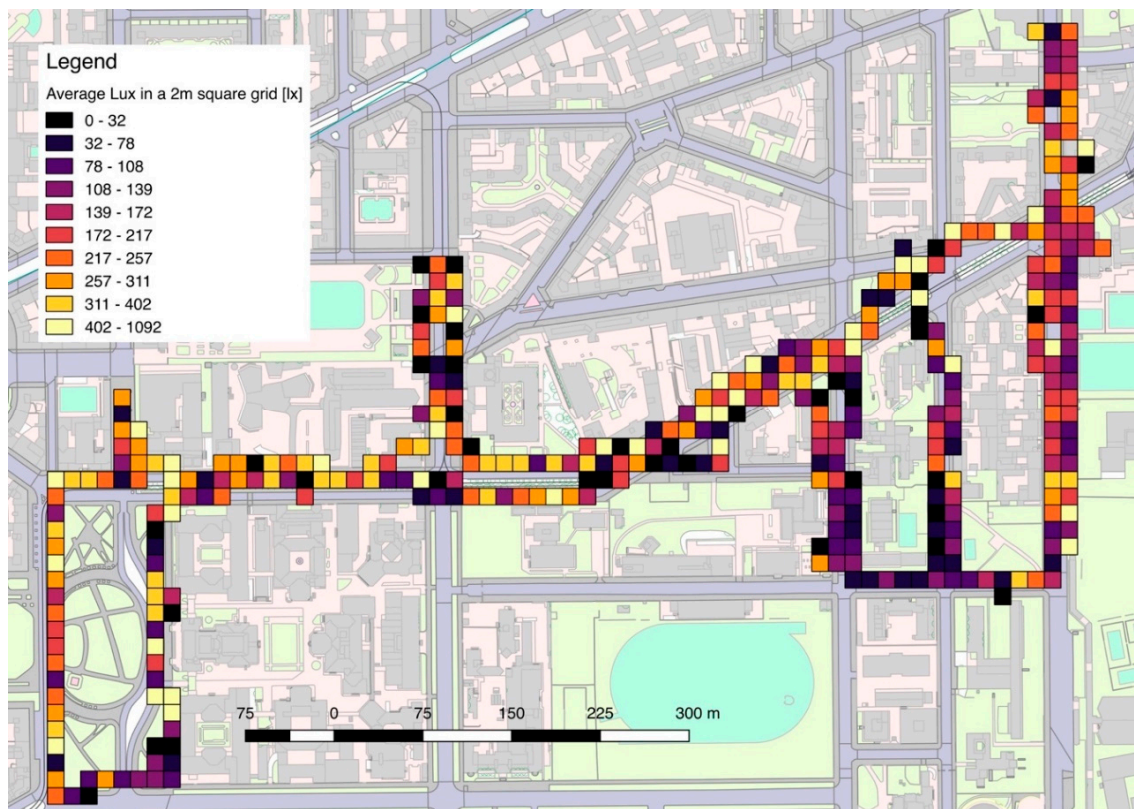 Legend
Average Lux in a 2m square grid [lx]
0 - 32
32 - 78
78 - 108
108 - 139
139 - 172
172 - 217
217 - 257
257 - 311
311 - 402
402 - 1092
75 0 75 150 225 300 m